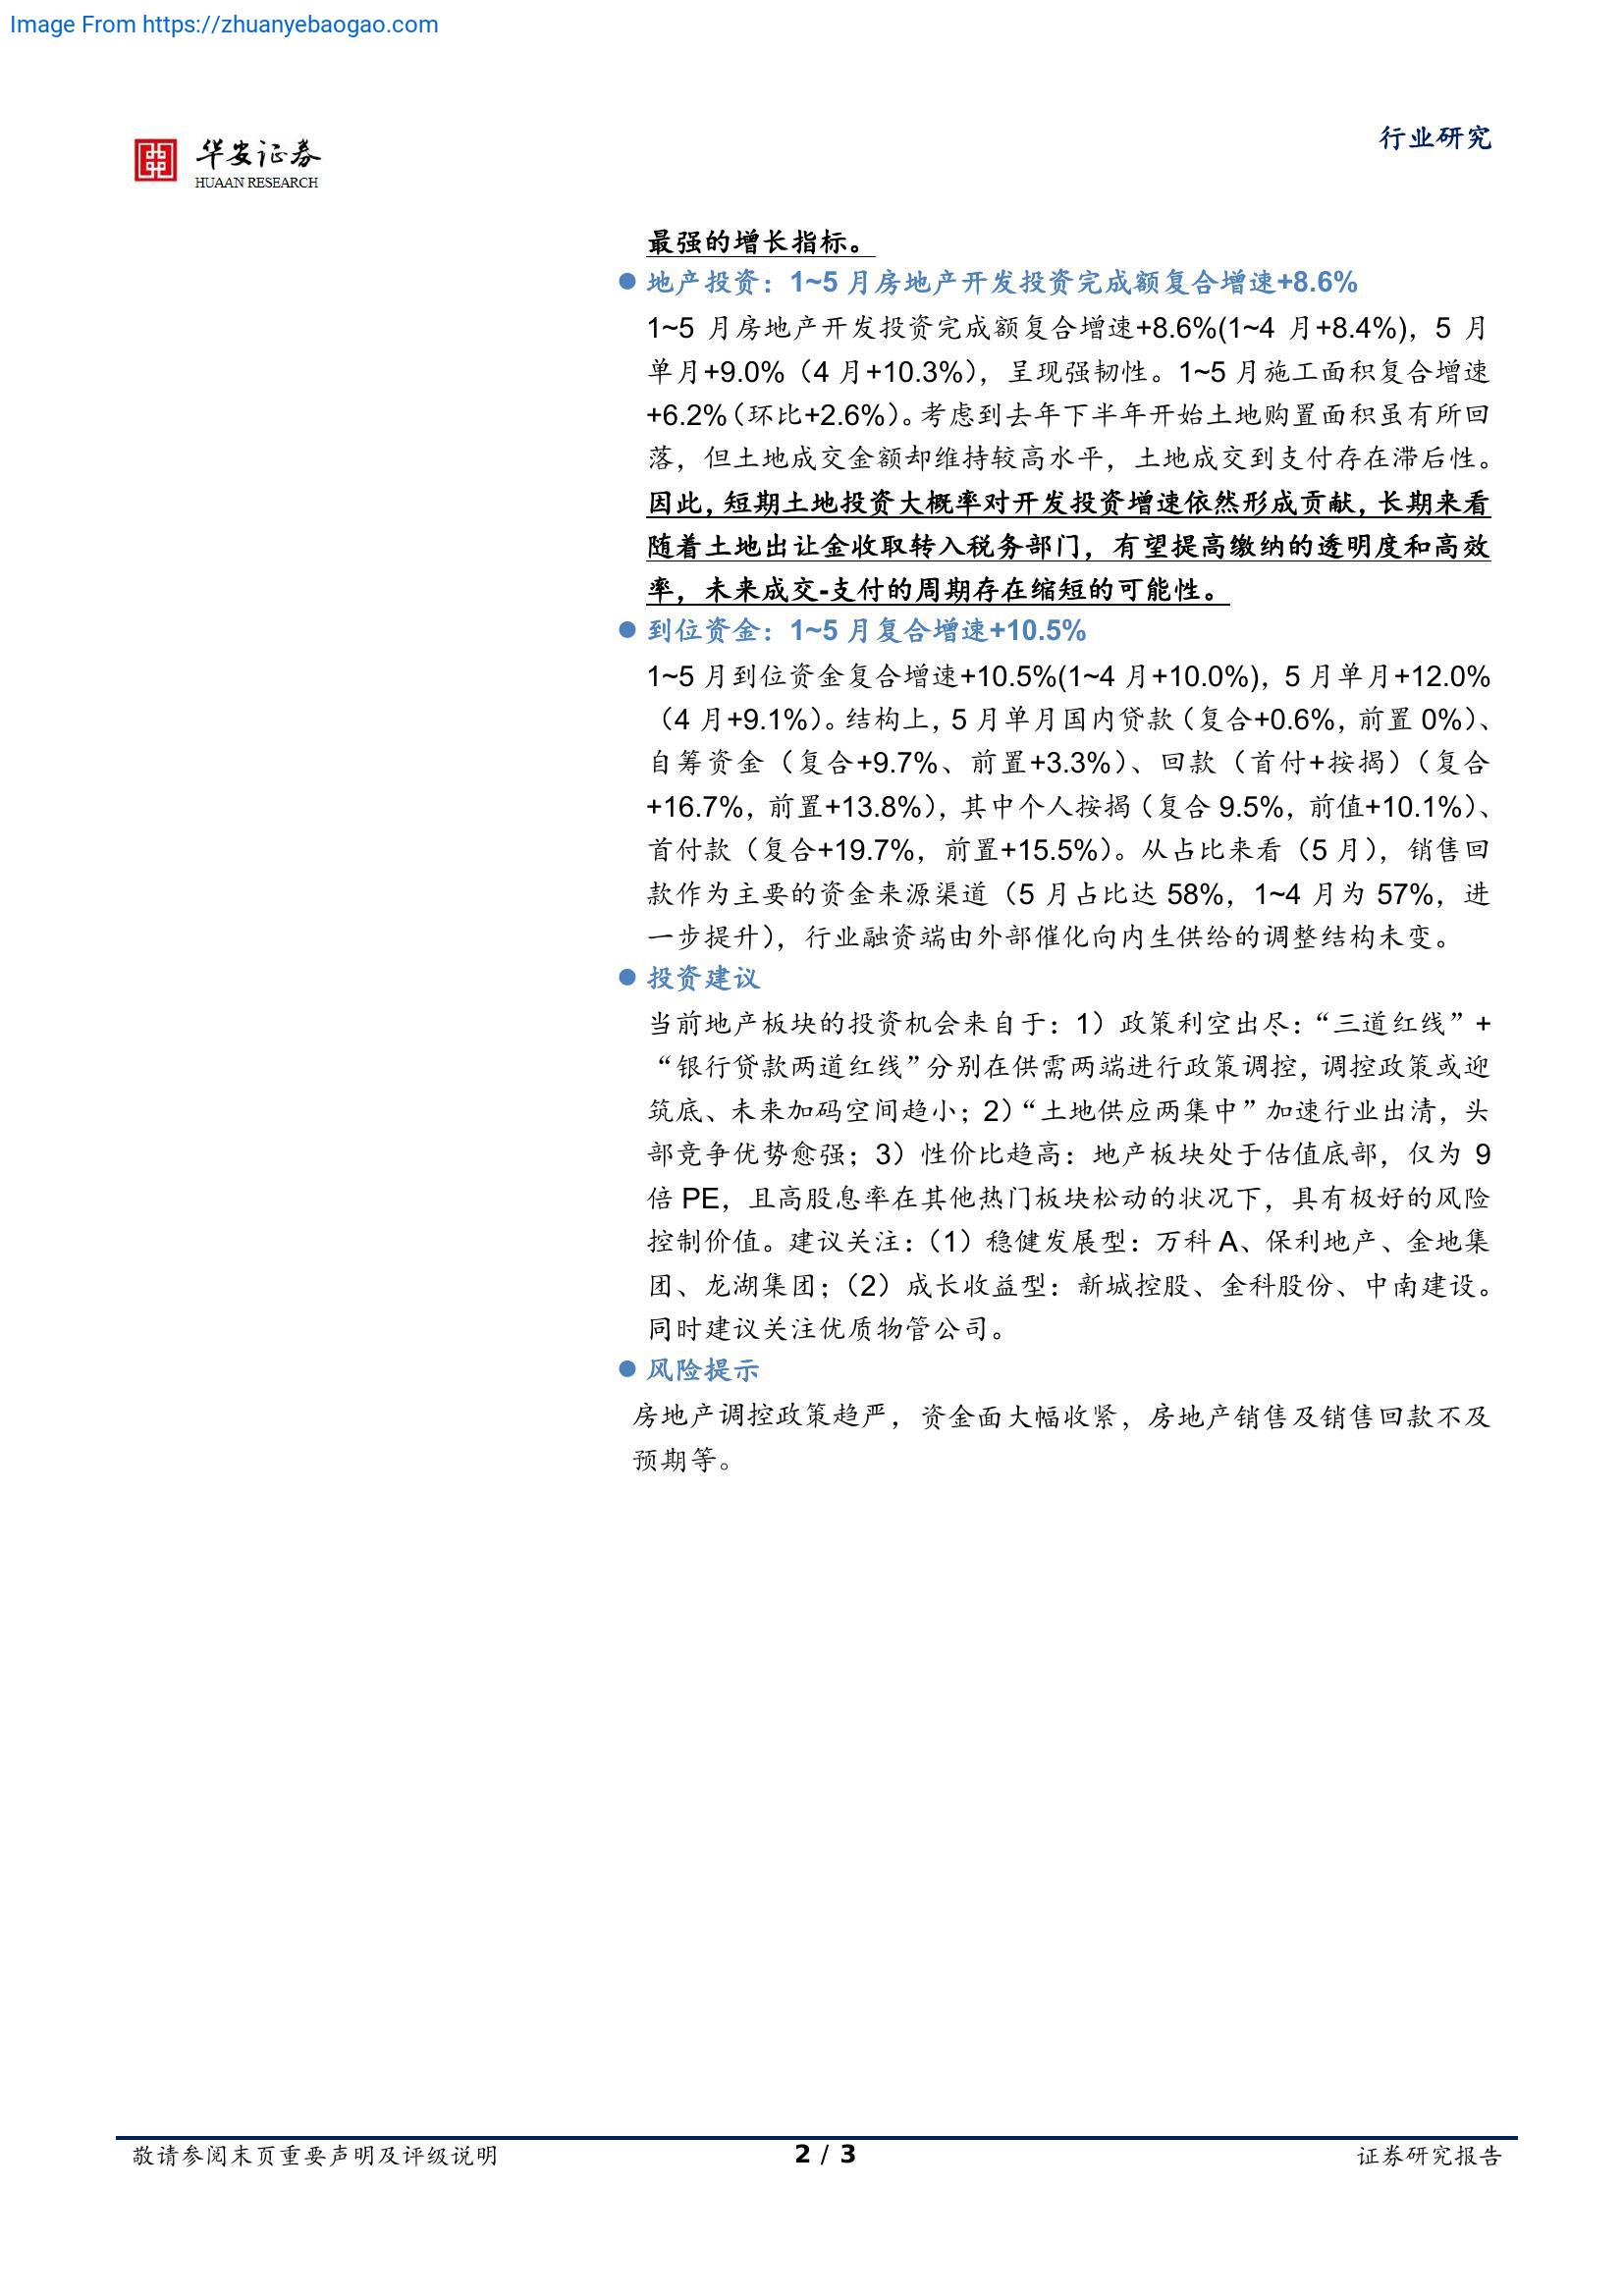 Image From https://zhuanyebaogao.com
华安证券
HUAAN RESEARCH
行业研究
最强的增长指标。
● 地产投资：1~5 月房地产开发投资完成额复合增速+8.6%
1~5 月房地产开发投资完成额复合增速+8.6%(1~4 月+8.4%)，5 月
单月+9.0%（4 月+10.3%），呈现强韧性。1~5 月施工面积复合增速
+6.2%（环比+2.6%）。考虑到去年下半年开始土地购置面积虽有所回
落，但土地成交金额却维持较高水平，土地成交到支付存在滞后性。
因此，短期土地投资大概率对开发投资增速依然形成贡献，长期来看
随着土地出让金收取转入税务部门，有望提高缴纳的透明度和高效
率，未来成交-支付的周期存在缩短的可能性。
● 到位资金：1~5 月复合增速+10.5%
1~5 月到位资金复合增速+10.5%(1~4 月+10.0%)，5 月单月+12.0%
（4 月+9.1%）。结构上，5 月单月国内贷款（复合+0.6%，前置 0%）、
自筹资金（复合+9.7%、前置+3.3%）、回款（首付+按揭）（复合
+16.7%，前置+13.8%），其中个人按揭（复合 9.5%，前值+10.1%）、
首付款（复合+19.7%，前置+15.5%）。从占比来看（5 月），销售回
款作为主要的资金来源渠道（5 月占比达 58%，1~4 月为 57%，进
一步提升），行业融资端由外部催化向内生供给的调整结构未变。
● 投资建议
当前地产板块的投资机会来自于：1）政策利空出尽：“三道红线”+
“银行贷款两道红线”分别在供需两端进行政策调控，调控政策或迎
筑底、未来加码空间趋小；2）“土地供应两集中”加速行业出清，头
部竞争优势愈强；3）性价比趋高：地产板块处于估值底部，仅为 9
倍 PE，且高股息率在其他热门板块松动的状况下，具有极好的风险
控制价值。建议关注：（1）稳健发展型：万科 A、保利地产、金地集
团、龙湖集团；（2）成长收益型：新城控股、金科股份、中南建设。
同时建议关注优质物管公司。
● 风险提示
房地产调控政策趋严，资金面大幅收紧，房地产销售及销售回款不及
预期等。
敬请参阅末页重要声明及评级说明
2 / 3
证券研究报告